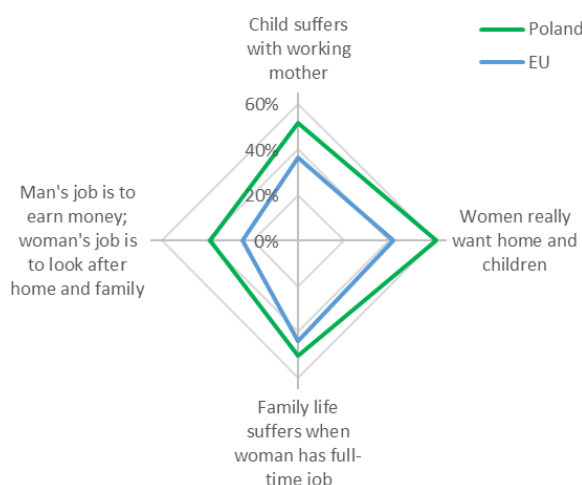 Child suffers
with working
mother
Poland
EU
60%
40%
20%
0%
Man's job is to
earn money;
woman's job is
to look after
home and family
Women really
want home and
children
Family life
suffers when
woman has full-
time job